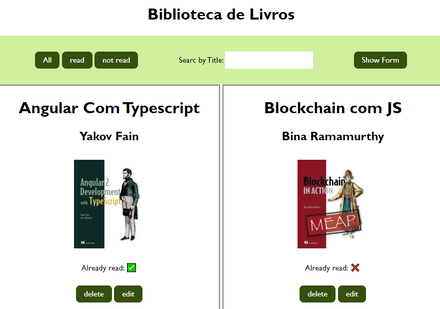 Biblioteca de Livros
All read not read Searc by Title: Show Form
Angular Com Typescript
Yakov Fain
Angular 2
Development
with TypeScript
Already read:
delete edit
Blockchain com JS
Bina Ramamurthy
Blockchain
IN ACTION
MEAP
Already read:
delete edit